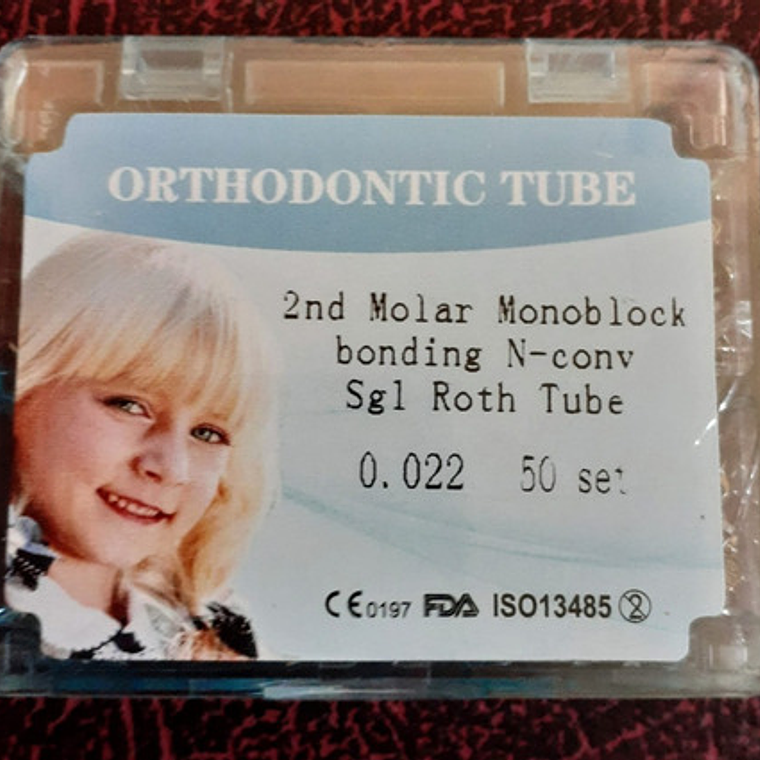 ORTHODONTIC TUBE
2nd Molar Monoblock
bonding N-conv
Sgl Roth Tube
0.022 50 set
CE0197 FDA ISO13485 2